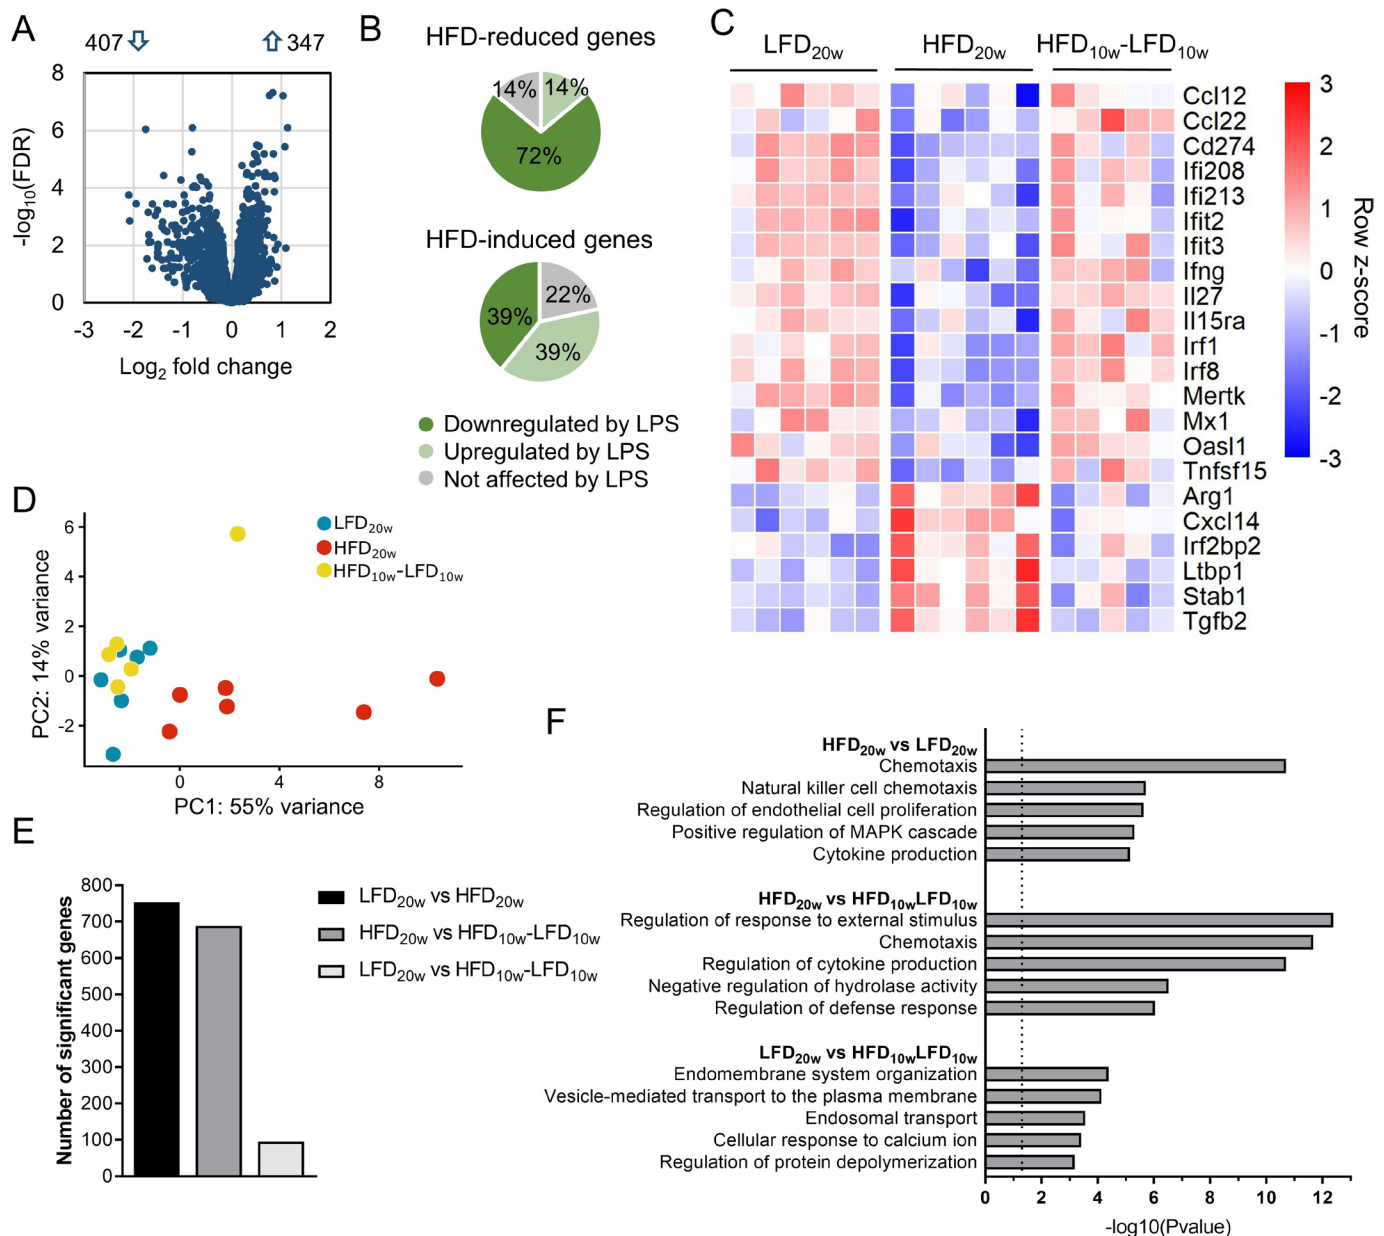 A
407 347
8
6
4
2
0
-3 -2 -1 0 1 2
-log10(FDR)
Log2 fold change
B
HFD-reduced genes
14% 14%
72%
HFD-induced genes
22%
39%
39%
Downregulated by LPS
Upregulated by LPS
Not affected by LPS
C
LFD20w HFD20w HFD10w-LFD10w
Ccl12
Ccl22
Cd274
Ifi208
Ifi213
Ifit2
Ifit3
Ifng
Il27
Il15ra
Irf1
Irf8
Mertk
Mx1
Oasl1
Tnfsf15
Arg1
Cxcl14
Irf2bp2
Ltbp1
Stab1
Tgfb2
3
2
1
0
-1
-2
-3
Row z-score
D
LFD20w
HFD20w
HFD10w-LFD10w
6
4
2
0
-2
0 4 8
PC2: 14% variance
PC1: 55% variance
E
800
700
600
500
400
300
200
100
0
Number of significant genes
LFD20w vs HFD20w
HFD20w vs HFD10w-LFD10w
LFD20w vs HFD10w-LFD10w
F
HFD20w vs LFD20w
Chemotaxis
Natural killer cell chemotaxis
Regulation of endothelial cell proliferation
Positive regulation of MAPK cascade
Cytokine production
HFD20w vs HFD10wLFD10w
Regulation of response to external stimulus
Chemotaxis
Regulation of cytokine production
Negative regulation of hydrolase activity
Regulation of defense response
LFD20w vs HFD10wLFD10w
Endomembrane system organization
Vesicle-mediated transport to the plasma membrane
Endosomal transport
Cellular response to calcium ion
Regulation of protein depolymerization
0 2 4 6 8 10 12
-log10(Pvalue)